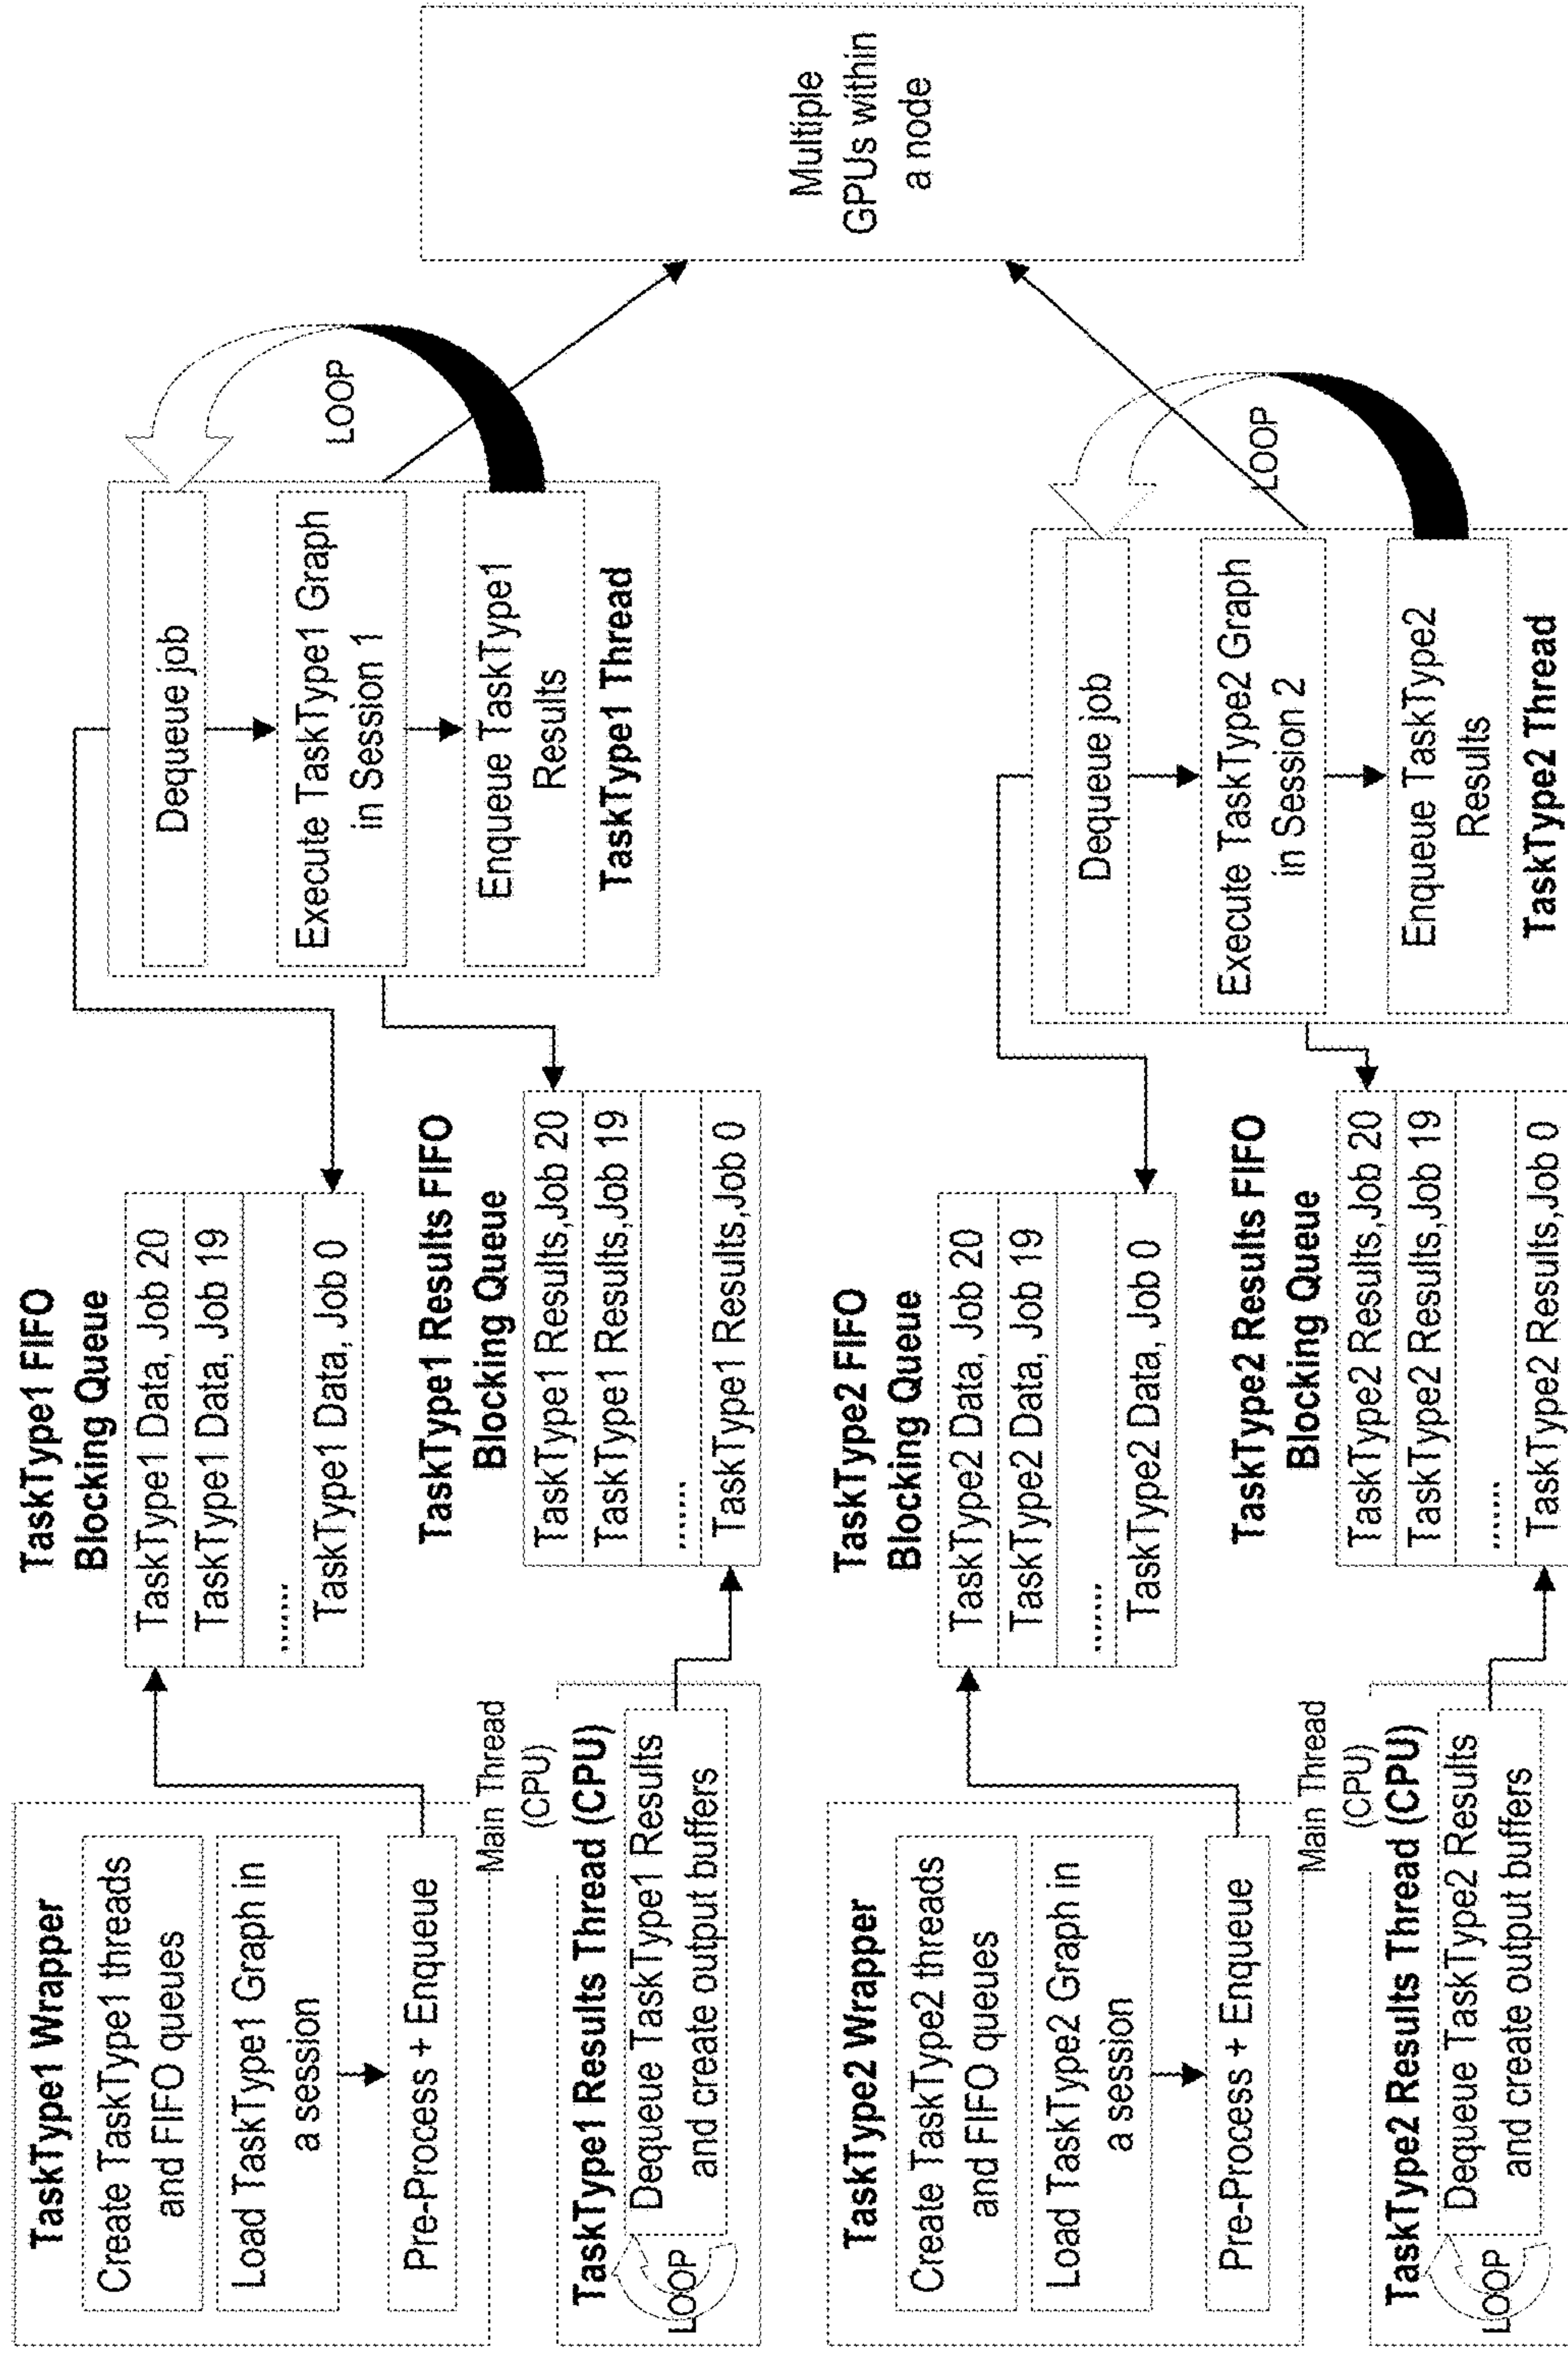 TaskType1 Wrapper
Create TaskType1 threads
and FIFO queues
Load TaskType1 Graph in
a session
Pre-Process + Enqueue
Main Thread
(CPU)
TaskType1 Results Thread (CPU)
Dequeue TaskType1 Results
and create output buffers
LOOP
TaskType1 FIFO
Blocking Queue
TaskType1 Data, Job 20
TaskType1 Data, Job 19
......
TaskType1 Data, Job 0
TaskType1 Results FIFO
Blocking Queue
TaskType1 Results,Job 20
TaskType1 Results,Job 19
......
TaskType1 Results,Job 0
Dequeue job
Execute TaskType1 Graph
in Session 1
Enqueue TaskType1
Results
TaskType1 Thread
LOOP
Multiple
GPUs within
a node
TaskType2 Wrapper
Create TaskType2 threads
and FIFO queues
Load TaskType2 Graph in
a session
Pre-Process + Enqueue
Main Thread
(CPU)
TaskType2 Results Thread (CPU)
Dequeue TaskType2 Results
and create output buffers
LOOP
TaskType2 FIFO
Blocking Queue
TaskType2 Data, Job 20
TaskType2 Data, Job 19
......
TaskType2 Data, Job 0
TaskType2 Results FIFO
Blocking Queue
TaskType2 Results,Job 20
TaskType2 Results,Job 19
......
TaskType2 Results,Job 0
Dequeue job
Execute TaskType2 Graph
in Session 2
Enqueue TaskType2
Results
TaskType2 Thread
LOOP